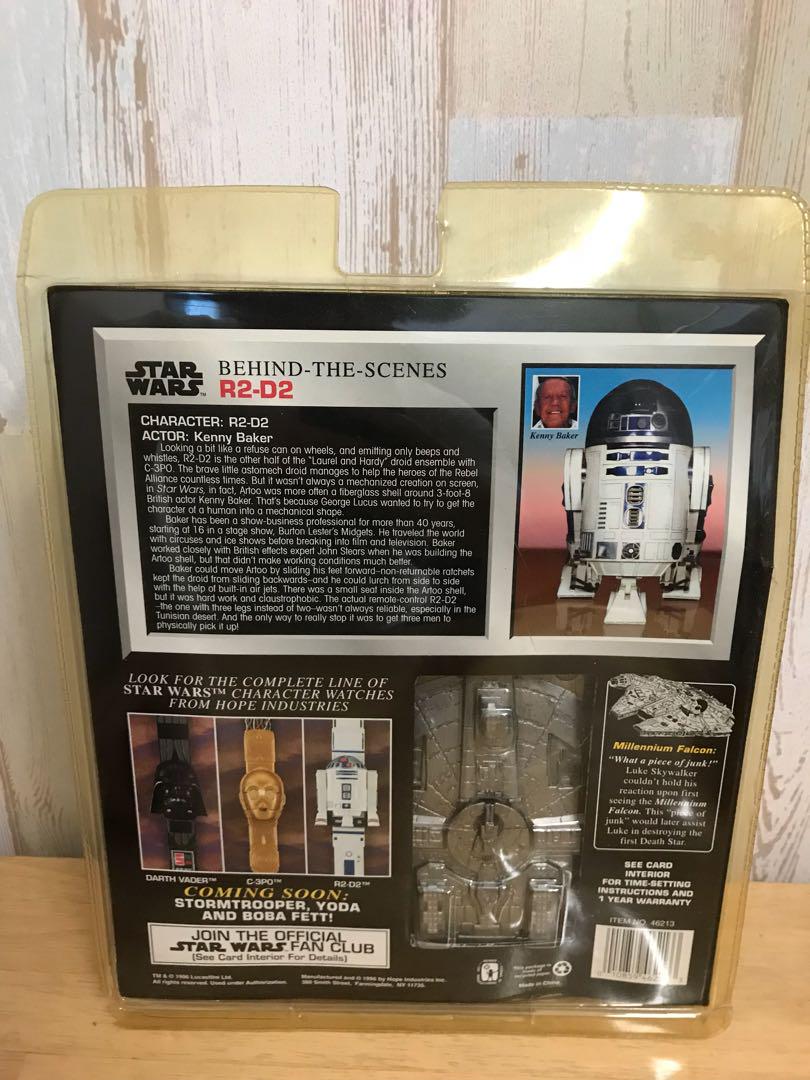 STAR WARS™
BEHIND-THE-SCENES
R2-D2
CHARACTER: R2-D2
ACTOR: Kenny Baker
Looking a bit like a refuse can on wheels, and emitting only beeps and
whistles, R2-D2 is the other half of the "Laurel and Hardy" droid ensemble with
C-3PO. The brave little astomech droid manages to help the heroes of the Rebel
Alliance countless times. But it wasn't always a mechanized creation on screen,
in Star Wars, in fact, Artoo was more often a fiberglass shell around 3-foot-8
British actor Kenny Baker. That's because George Lucus wanted to try to get the
character of a human into a mechanical shape.
Baker has been a show-business professional for more than 40 years,
starting at 16 in a stage show, Burton Lester's Midgets. He traveled the world
with circuses and ice shows before breaking into film and television. Baker
worked closely with British effects expert John Stears when he was building the
Artoo shell, but that didn't make working conditions much better.
Baker could move Artoo by sliding his feet forward—non-returnable ratchets
kept the droid from sliding backwards—and he could lurch from side to side
with the help of built-in air jets. There was a small seat inside the Artoo shell,
but it was hard work and claustrophobic. The actual remote-control R2-D2
—the one with three legs instead of two—wasn't always reliable, especially in the
Tunisian desert. And the only way to really stop it was to get three men to
physically pick it up!
Kenny Baker
LOOK FOR THE COMPLETE LINE OF
STAR WARS™ CHARACTER WATCHES
FROM HOPE INDUSTRIES
DARTH VADER™ C-3PO™ R2-D2™
COMING SOON:
STORMTROOPER, YODA
AND BOBA FETT!
JOIN THE OFFICIAL
STAR WARS FAN CLUB
(See Card Interior For Details)
TM & © 1996 Lucasfilm Ltd.
All rights reserved. Used under Authorization.
Manufactured and © 1996 by Hope Industries Inc.
380 Smith Street, Farmingdale, NY 11735.
Millennium Falcon:
"What a piece of junk!"
Luke Skywalker
couldn't hold his
reaction upon first
seeing the Millennium
Falcon. This "piece of
junk" would later assist
Luke in destroying the
first Death Star.
SEE CARD
INTERIOR
FOR TIME-SETTING
INSTRUCTIONS AND
1 YEAR WARRANTY
ITEM NO. 46213
This package is
made of
recycled paper
Made in China